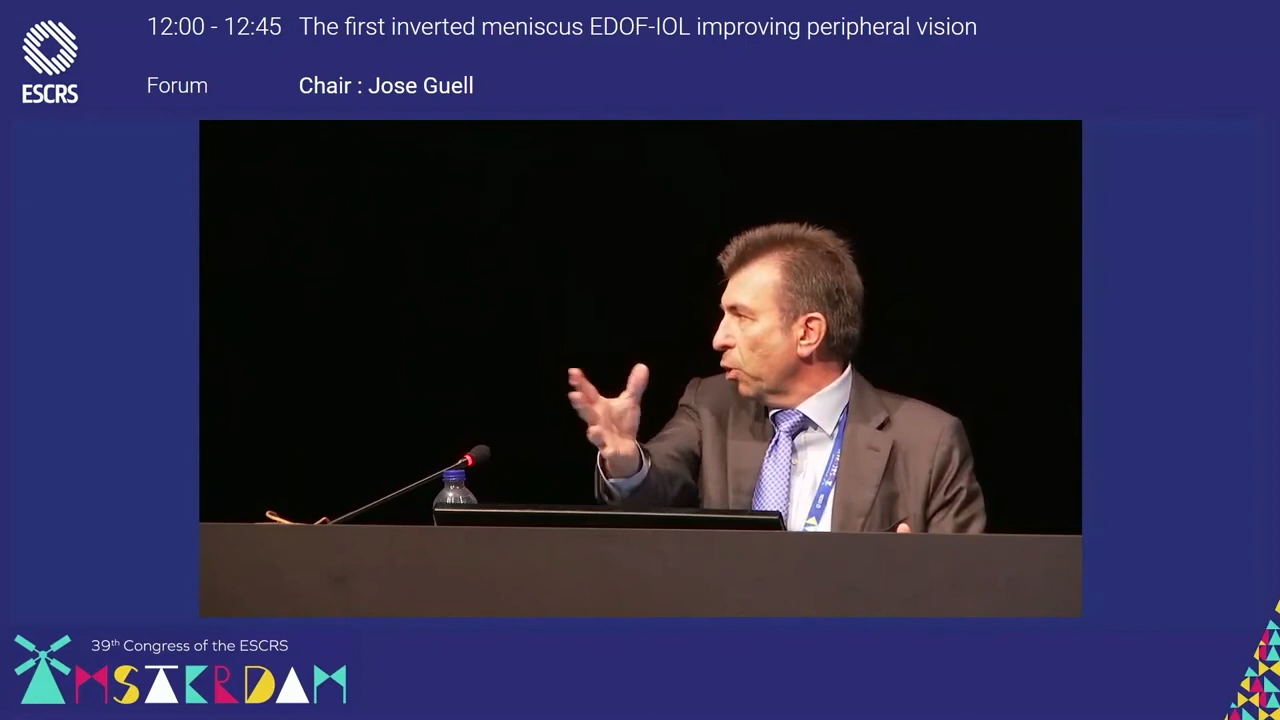 12:00 - 12:45 The first inverted meniscus EDOF-IOL improving peripheral vision
ESCRS
Forum Chair : Jose Guell
39th Congress of the ESCRS
AMSTERDAM